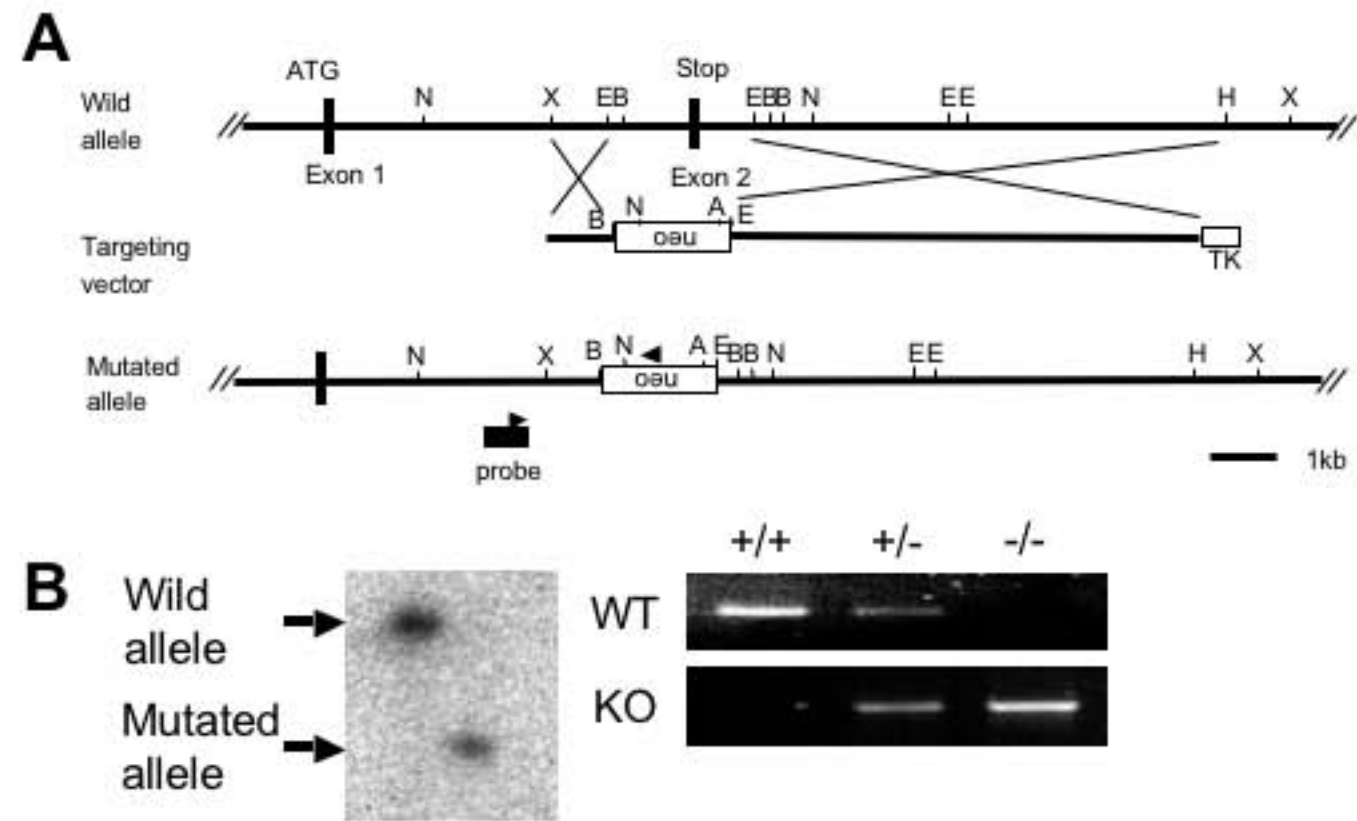 A
ATG
Stop
Wild
allele
N X EB EBB N EE H X
Exon 1
Exon 2
B N A E
neo
Targeting
vector
TK
Mutated
allele
N X B N A E BB N EE H X
neo
probe
1kb
B
Wild
allele
Mutated
allele
+/+ +/- -/-
WT
KO